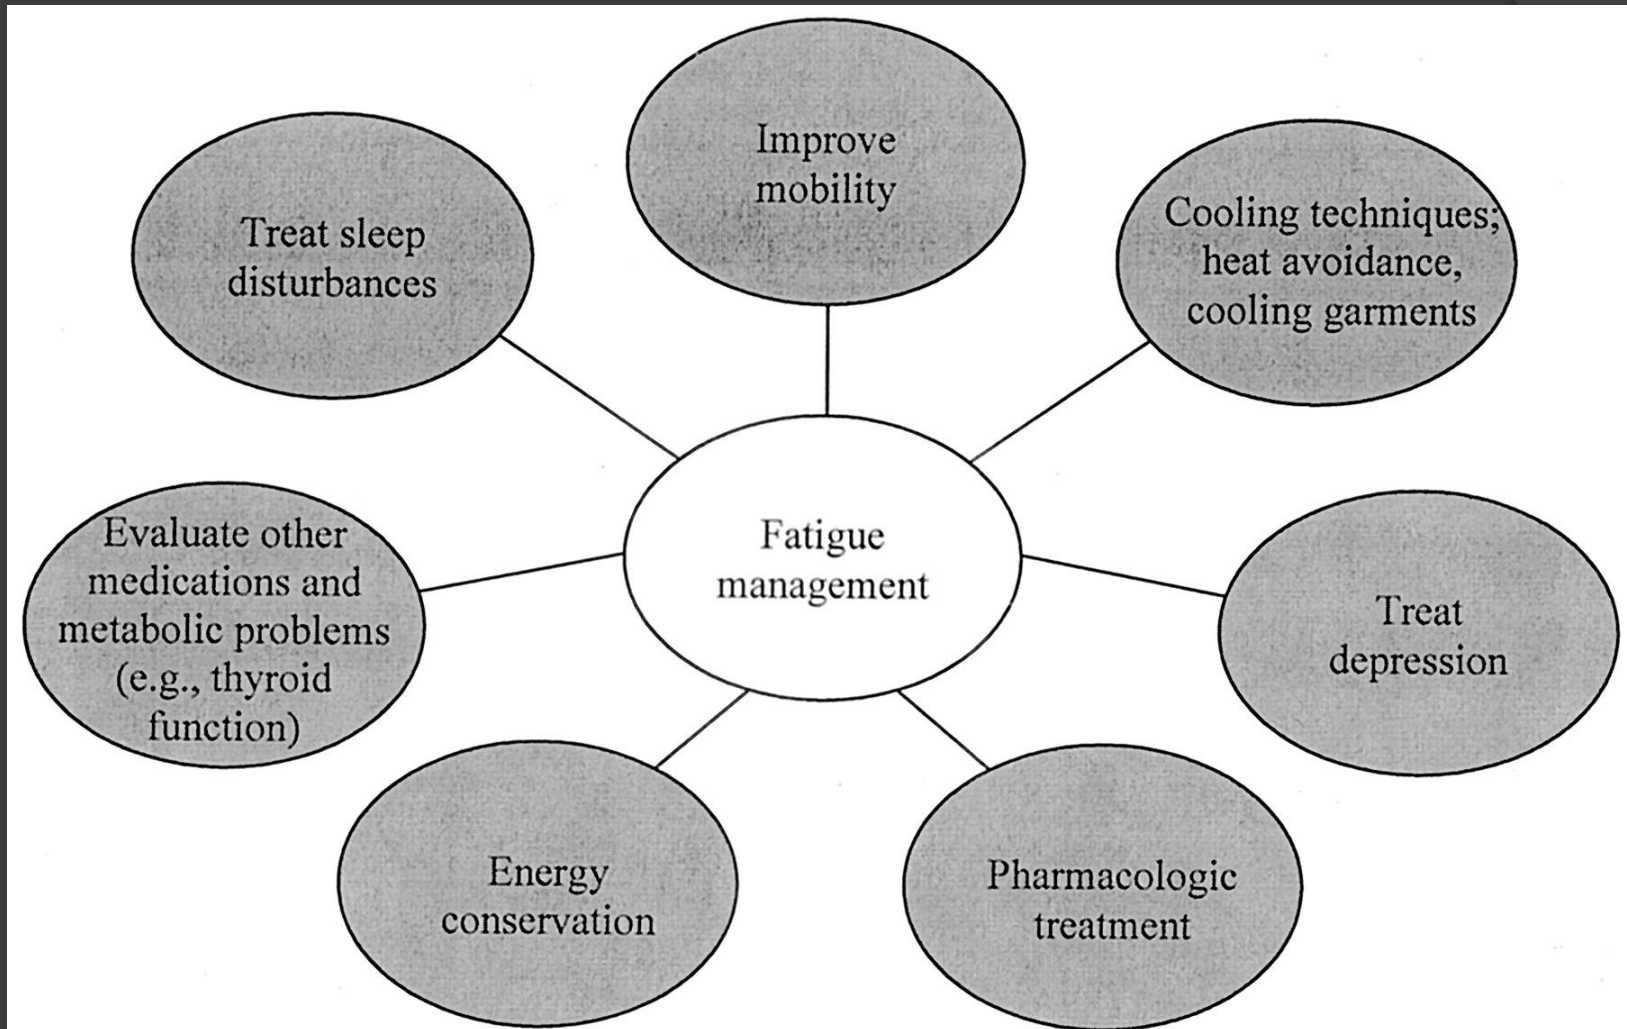 Improve
mobility
Cooling techniques;
heat avoidance,
cooling garments
Treat
depression
Pharmacologic
treatment
Energy
conservation
Evaluate other
medications and
metabolic problems
(e.g., thyroid
function)
Treat sleep
disturbances
Fatigue
management